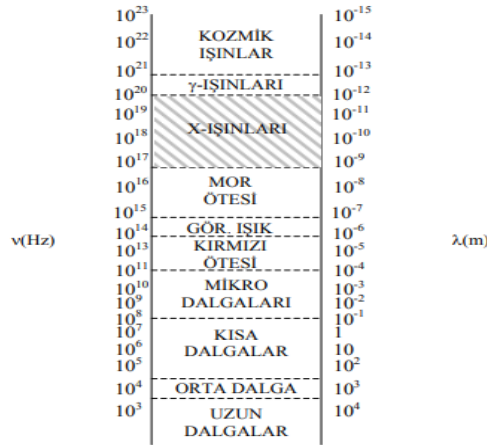 10²³ 10⁻¹⁵
KOZMİK
10²² 10⁻¹⁴
IŞINLAR
10²¹ 10⁻¹³
γ-IŞINLARI
10²⁰ 10⁻¹²
10¹⁹ 10⁻¹¹
X-IŞINLARI
10¹⁸ 10⁻¹⁰
10¹⁷ 10⁻⁹
MOR
10¹⁶ 10⁻⁸
ÖTESİ
10¹⁵ 10⁻⁷
GÖR. IŞIK
10¹⁴ 10⁻⁶
ν(Hz) λ(m)
KIRMIZI
10¹³ 10⁻⁵
ÖTESİ
10¹¹ 10⁻⁴
MİKRO
10¹⁰ 10⁻³
DALGALARI
10⁹ 10⁻²
10⁸ 10⁻¹
10⁷ 1
KISA
10⁶ 10
DALGALAR
10⁵ 10²
10⁴ ORTA DALGA 10³
10³ 10⁴
UZUN
DALGALAR